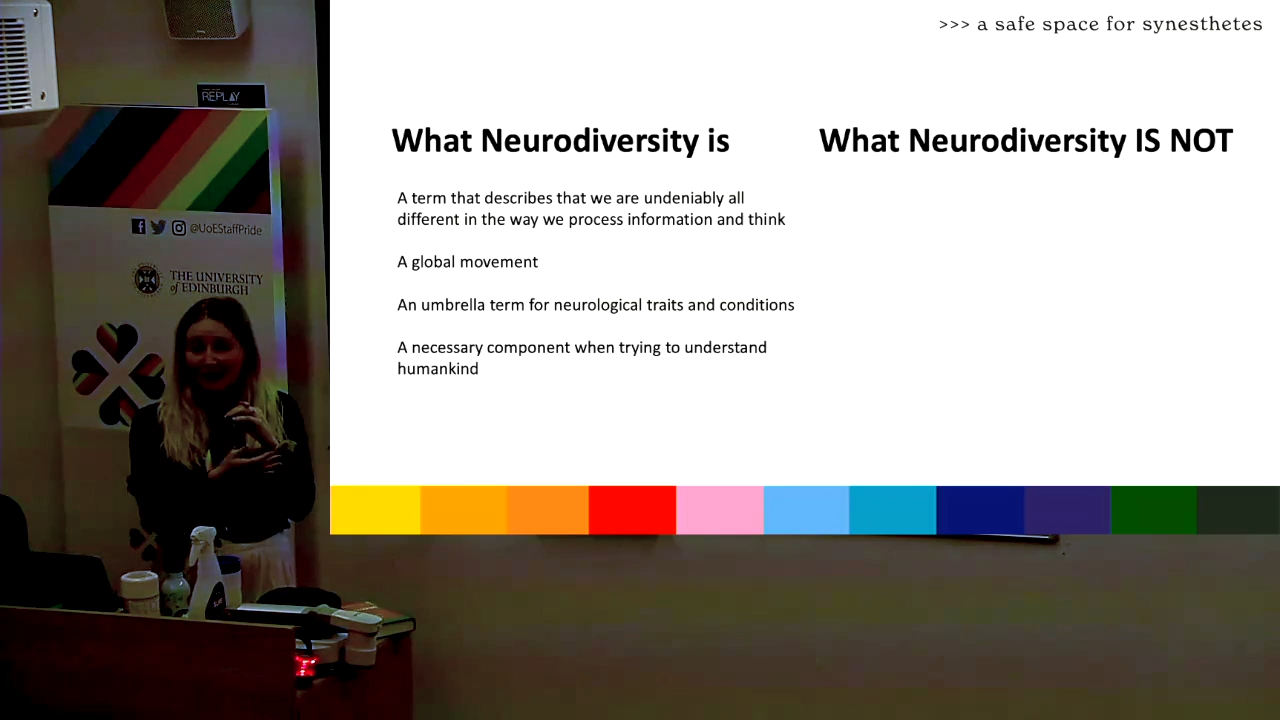 >>> a safe space for synesthetes
REPLAY
What Neurodiversity is
What Neurodiversity IS NOT
A term that describes that we are undeniably all
different in the way we process information and think
A global movement
An umbrella term for neurological traits and conditions
A necessary component when trying to understand
humankind
@UoEStaffPride
THE UNIVERSITY
of EDINBURGH